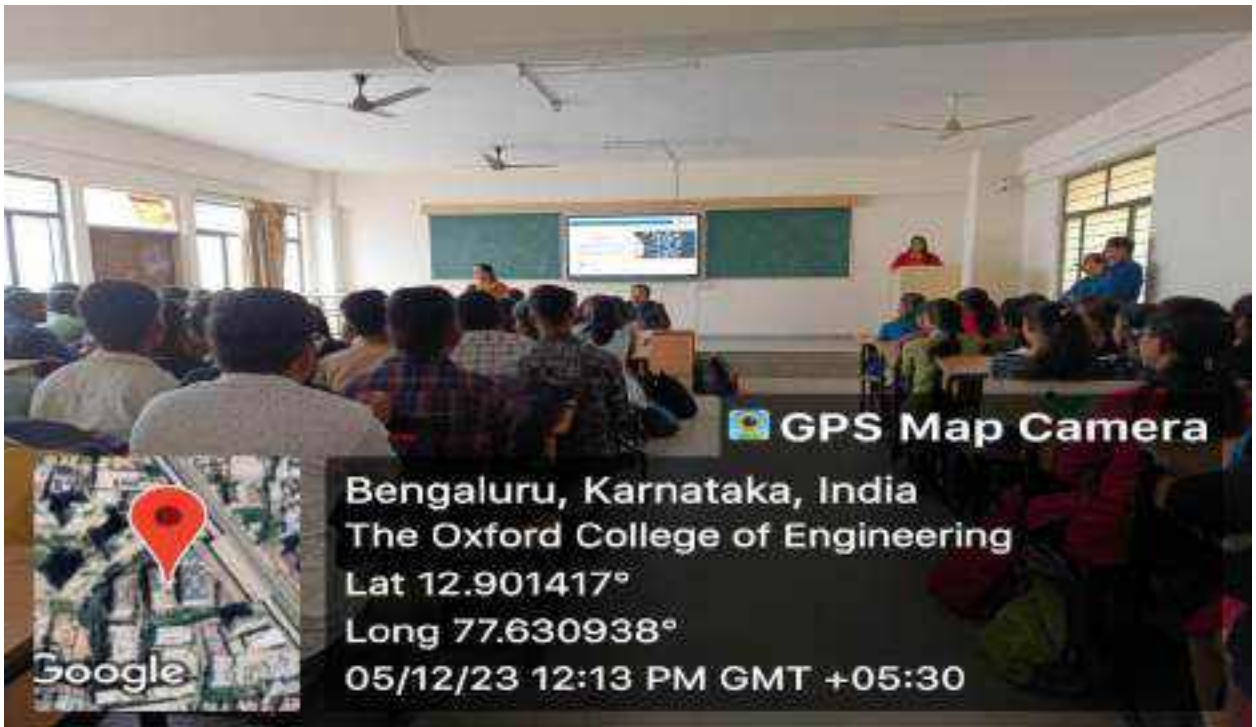 GPS Map Camera
Bengaluru, Karnataka, India
The Oxford College of Engineering
Lat 12.901417°
Long 77.630938°
05/12/23 12:13 PM GMT +05:30
Google